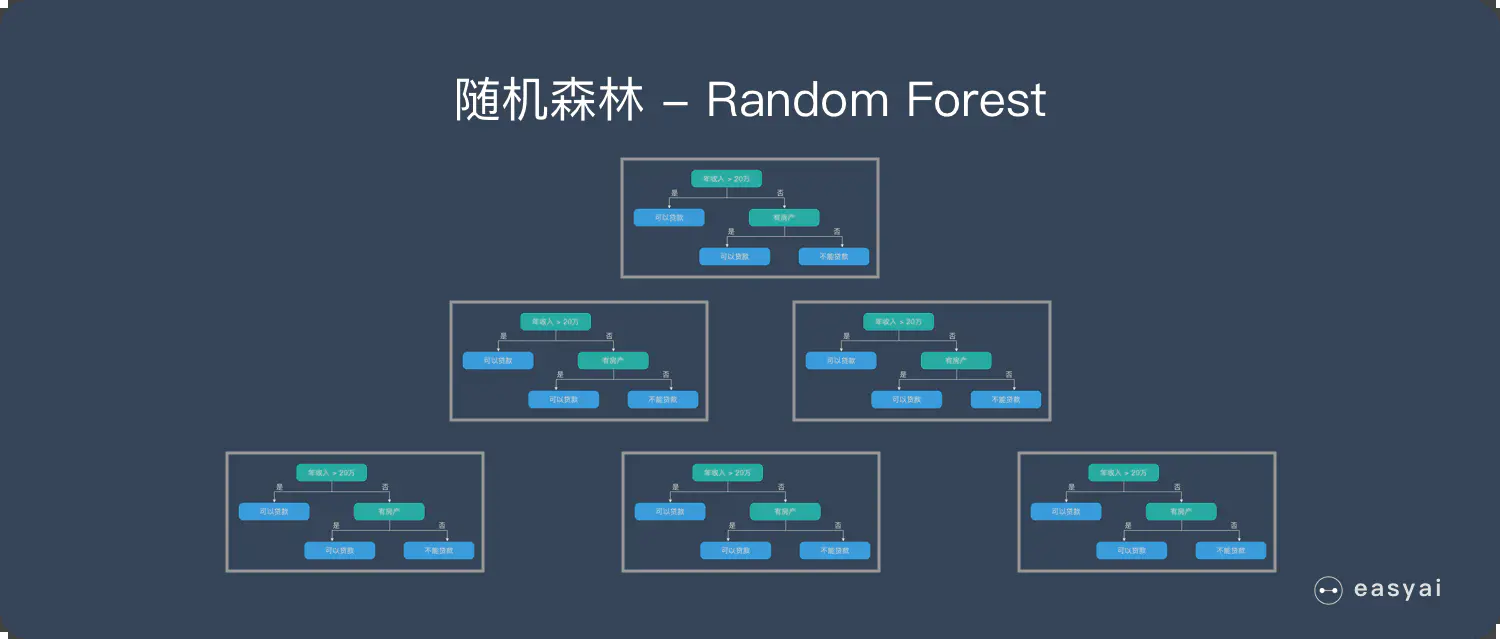 随机森林 – Random Forest
年收入 > 20万
是 否
可以贷款 有房产
是 否
可以贷款 不能贷款
年收入 > 20万
是 否
可以贷款 有房产
是 否
可以贷款 不能贷款
年收入 > 20万
是 否
可以贷款 有房产
是 否
可以贷款 不能贷款
年收入 > 20万
是 否
可以贷款 有房产
是 否
可以贷款 不能贷款
年收入 > 20万
是 否
可以贷款 有房产
是 否
可以贷款 不能贷款
年收入 > 20万
是 否
可以贷款 有房产
是 否
可以贷款 不能贷款
easyai